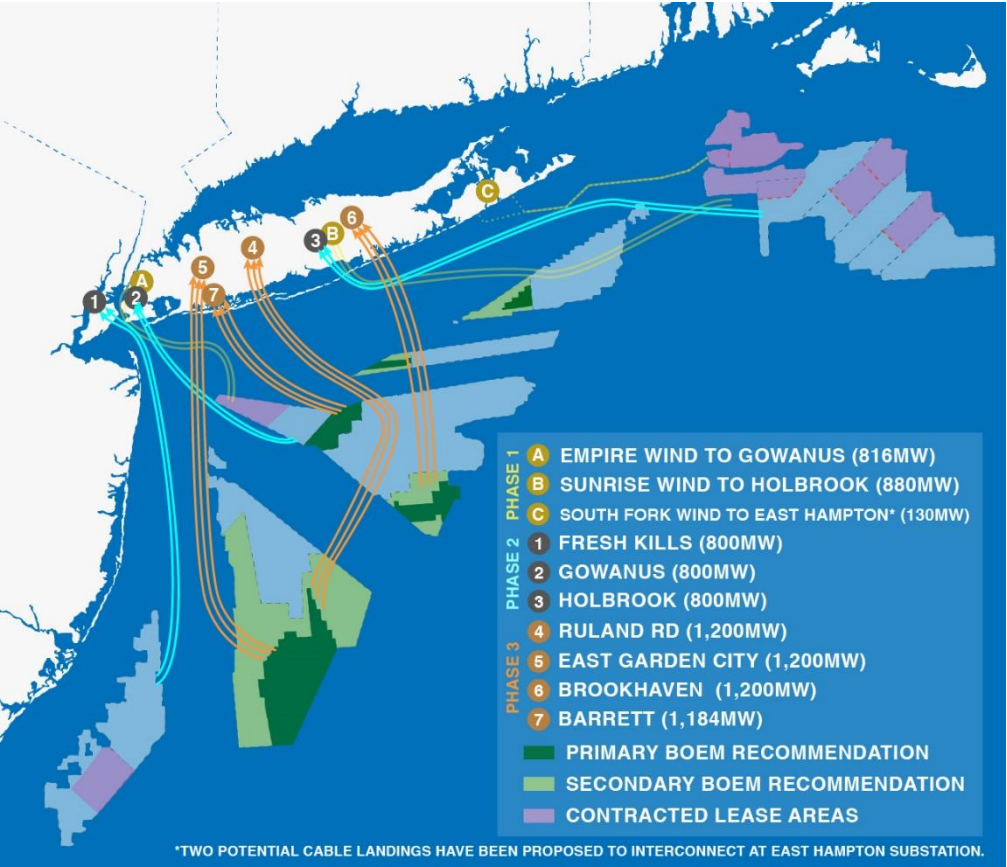 C
6
B
3
4
5
A
7
1
2
PHASE 1
A EMPIRE WIND TO GOWANUS (816MW)
B SUNRISE WIND TO HOLBROOK (880MW)
C SOUTH FORK WIND TO EAST HAMPTON* (130MW)
PHASE 2
1 FRESH KILLS (800MW)
2 GOWANUS (800MW)
3 HOLBROOK (800MW)
PHASE 3
4 RULAND RD (1,200MW)
5 EAST GARDEN CITY (1,200MW)
6 BROOKHAVEN (1,200MW)
7 BARRETT (1,184MW)
PRIMARY BOEM RECOMMENDATION
SECONDARY BOEM RECOMMENDATION
CONTRACTED LEASE AREAS
*TWO POTENTIAL CABLE LANDINGS HAVE BEEN PROPOSED TO INTERCONNECT AT EAST HAMPTON SUBSTATION.